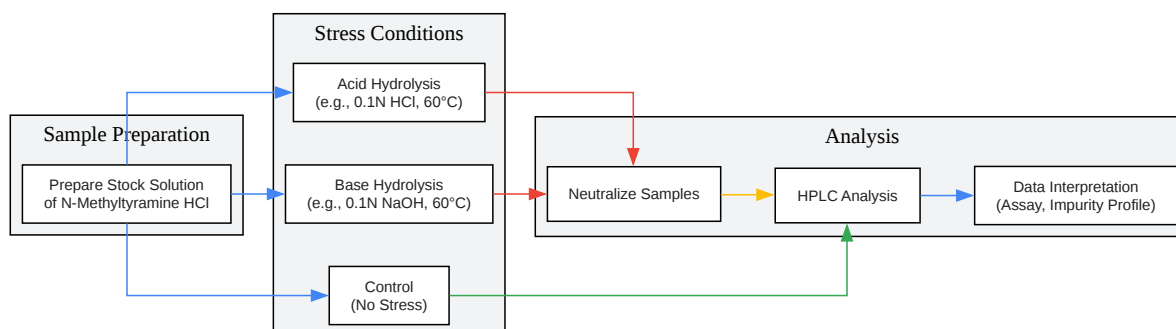 Stress Conditions
Acid Hydrolysis
(e.g., 0.1N HCl, 60°C)
Sample Preparation
Analysis
Prepare Stock Solution
of N-Methyltyramine HCl
Base Hydrolysis
(e.g., 0.1N NaOH, 60°C)
Neutralize Samples
HPLC Analysis
Data Interpretation
(Assay, Impurity Profile)
Control
(No Stress)